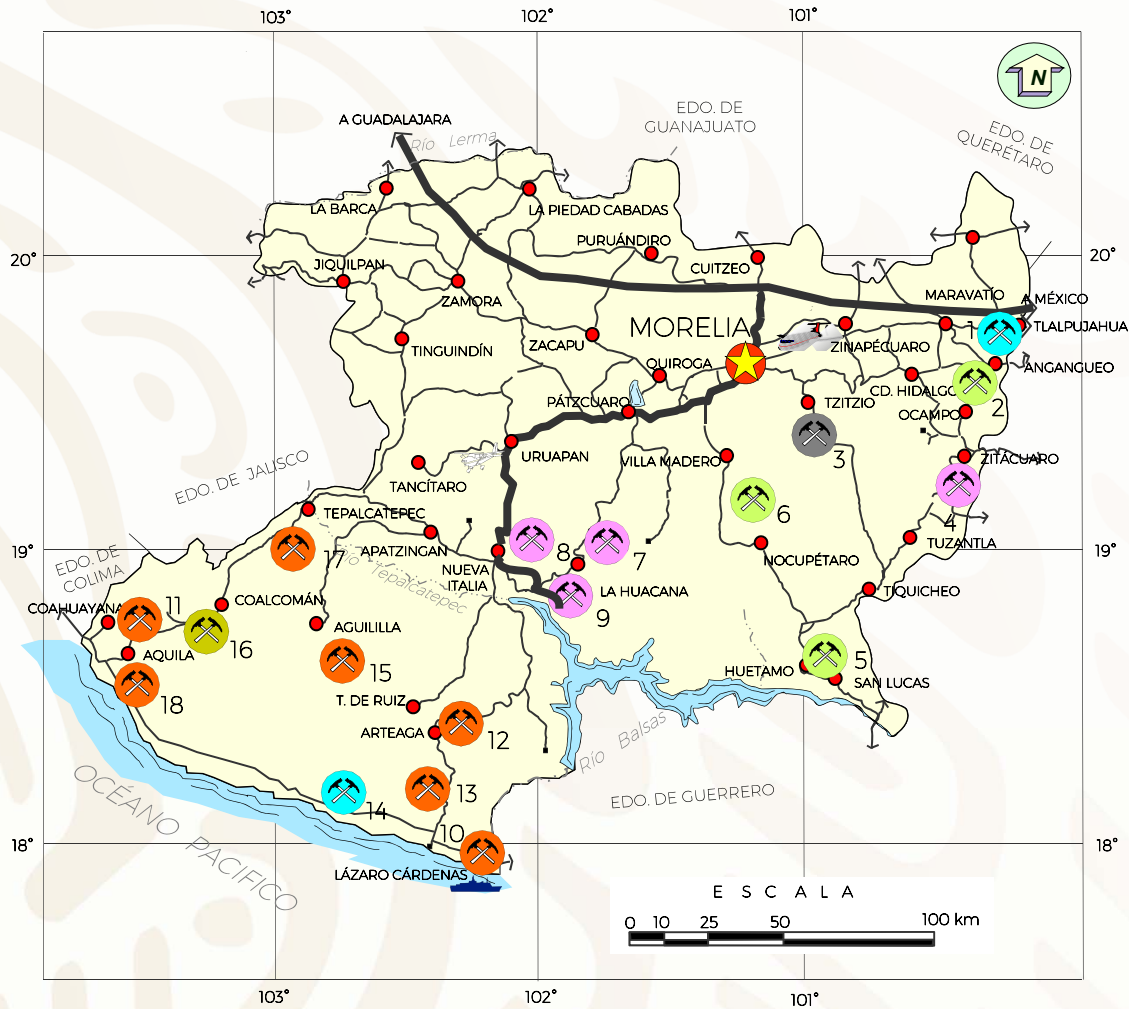 103°
102°
101°
N
EDO. DE
GUANAJUATO
EDO. DE
QUERÉTARO
A GUADALAJARA
Río Lerma
LA BARCA
LA PIEDAD CABADAS
PURUÁNDIRO
CUITZEO
20°
20°
JIQUILPAN
ZAMORA
MARAVATÍO
A MÉXICO
MORELIA
1
TLALPUJAHUA
TINGUINDÍN
ZACAPU
ZINAPÉCUARO
QUIROGA
ANGANGUEO
CD. HIDALGO
2
PÁTZCUARO
TZITZIO
OCAMPO
3
URUAPAN
VILLA MADERO
ZITÁCUARO
EDO. DE JALISCO
TANCÍTARO
6
4
TEPALCATEPEC
APATZINGAN
TUZANTLA
19°
19°
17
8
7
NOCUPÉTARO
EDO. DE
COLIMA
Río Tepalcatepec
NUEVA
ITALIA
LA HUACANA
TIQUICHEO
9
COAHUAYANA
11
COALCOMÁN
16
AGUILILLA
AQUILA
15
5
HUETAMO
SAN LUCAS
18
T. DE RUIZ
ARTEAGA
12
Río Balsas
OCÉANO PACIFICO
14
13
EDO. DE GUERRERO
10
18°
18°
LÁZARO CÁRDENAS
ESCALA
0 10 25 50 100 km
103°
102°
101°